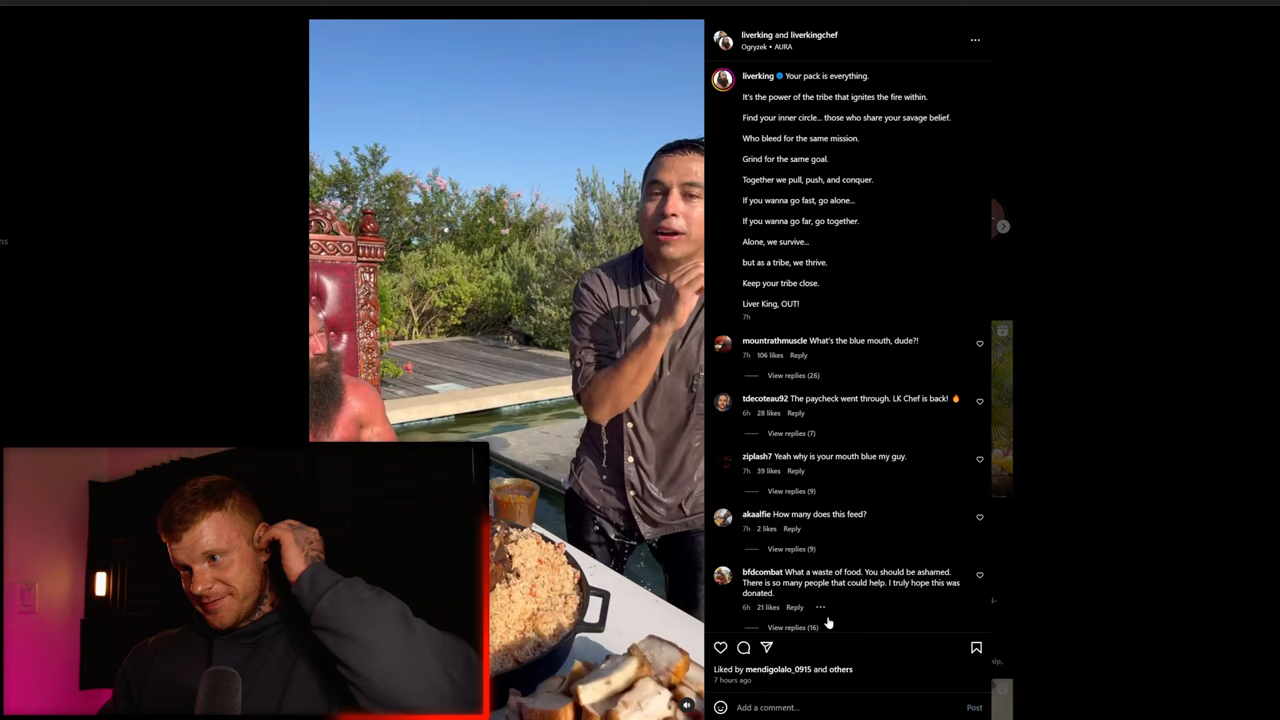 liverking and liverkingchef
Ogryzek • AURA
liverking Your pack is everything.
It's the power of the tribe that ignites the fire within.
Find your inner circle... those who share your savage belief.
Who bleed for the same mission.
Grind for the same goal.
Together we pull, push, and conquer.
If you wanna go fast, go alone...
If you wanna go far, go together.
Alone, we survive...
but as a tribe, we thrive.
Keep your tribe close.
Liver King, OUT!
7h
mountrathmuscle What's the blue mouth, dude?!
7h 106 likes Reply
View replies (26)
tdecoteau92 The paycheck went through. LK Chef is back! 🔥
6h 28 likes Reply
View replies (7)
ziplash7 Yeah why is your mouth blue my guy.
7h 39 likes Reply
View replies (9)
akaalfie How many does this feed?
7h 2 likes Reply
View replies (9)
bfdcombat What a waste of food. You should be ashamed.
There is so many people that could help. I truly hope this was
donated.
6h 21 likes Reply
View replies (16)
Liked by mendigolalo_0915 and others
7 hours ago
Add a comment...
Post